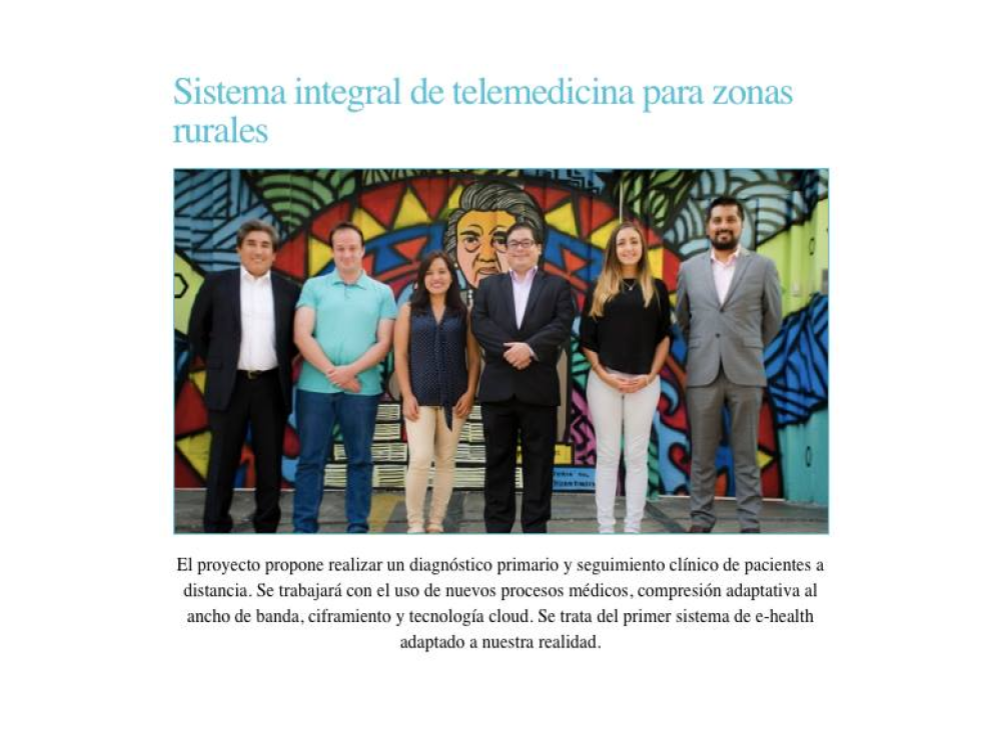 Sistema integral de telemedicina para zonas
rurales
El proyecto propone realizar un diagnóstico primario y seguimiento clínico de pacientes a
distancia. Se trabajará con el uso de nuevos procesos médicos, compresión adaptativa al
ancho de banda, ciframiento y tecnología cloud. Se trata del primer sistema de e-health
adaptado a nuestra realidad.